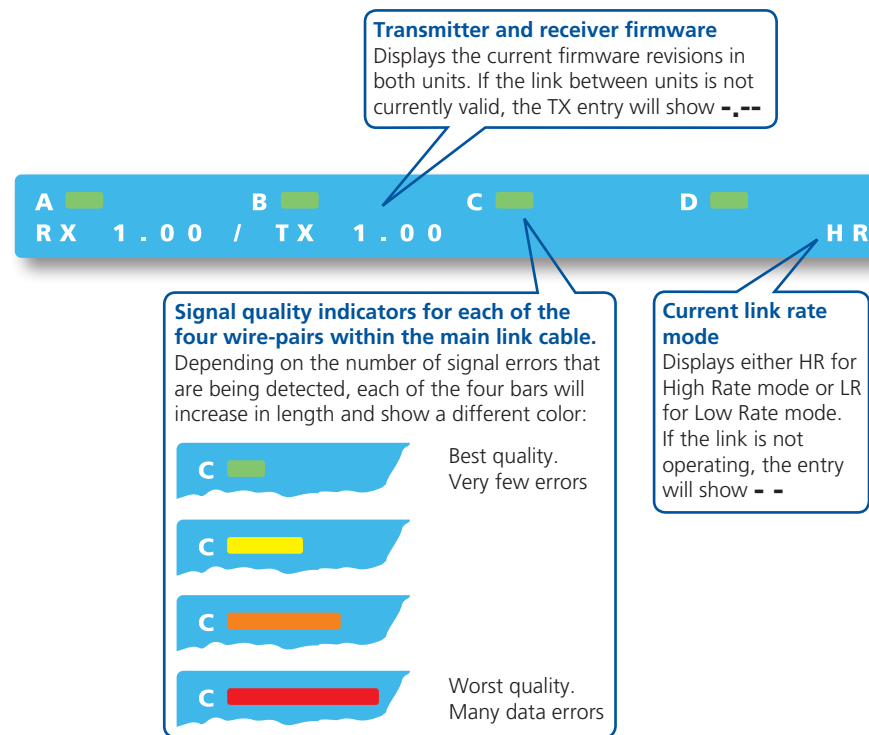 Transmitter and receiver firmware
Displays the current firmware revisions in
both units. If the link between units is not
currently valid, the TX entry will show -.--
A B C D
RX 1.00 / TX 1.00 HR
Signal quality indicators for each of the
four wire-pairs within the main link cable.
Depending on the number of signal errors that
are being detected, each of the four bars will
increase in length and show a different color:
C Best quality.
Very few errors
C
C
C Worst quality.
Many data errors
Current link rate
mode
Displays either HR for
High Rate mode or LR
for Low Rate mode.
If the link is not
operating, the entry
will show - -